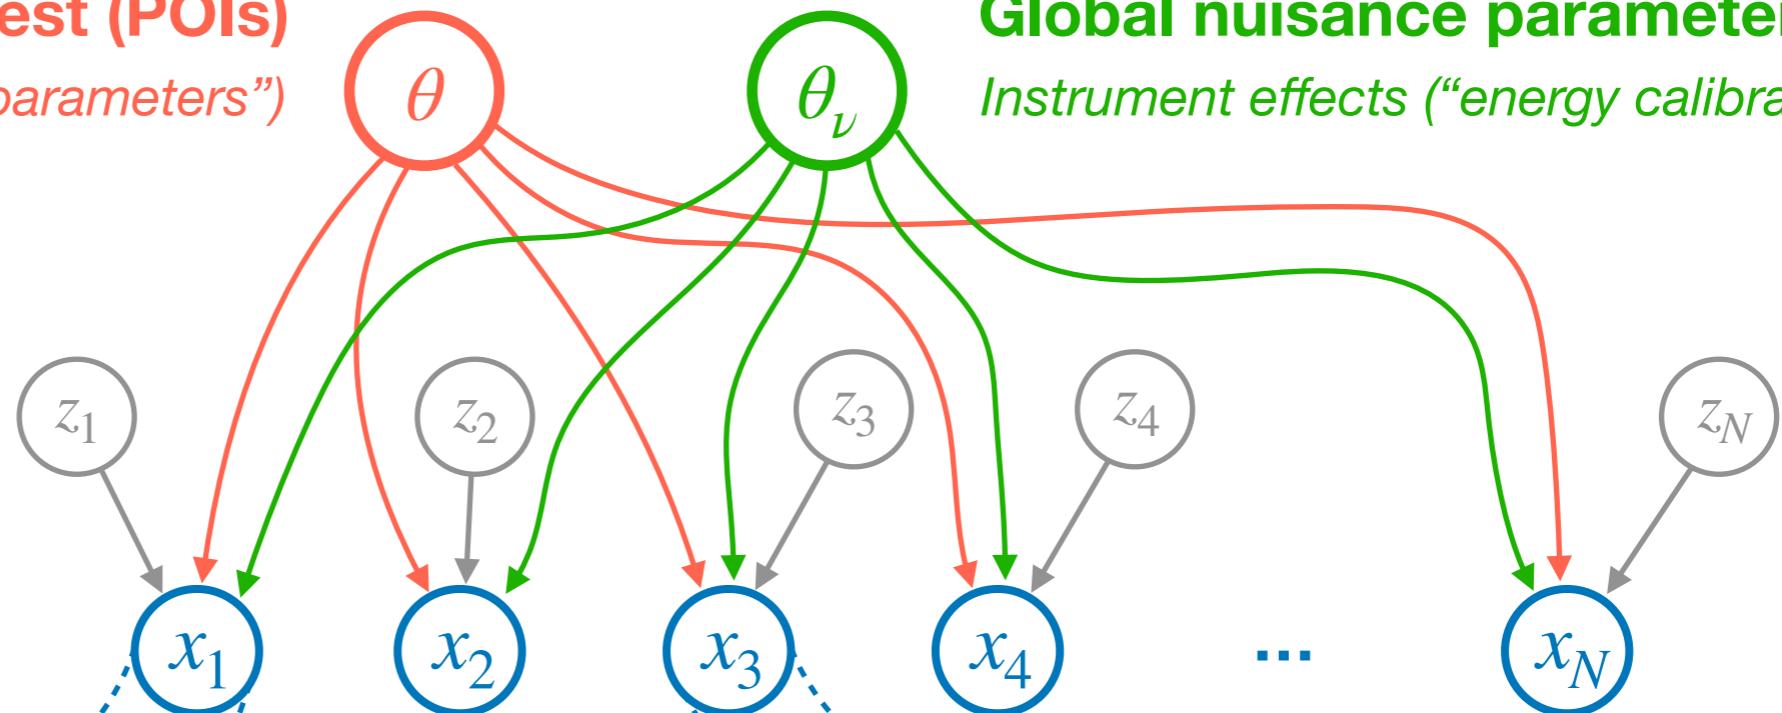 est (POIs)
parameters”)
θ
θ_ν
Global nuisance parameter
Instrument effects (“energy calibra
z_1
z_2
z_3
z_4
z_N
x_1
x_2
x_3
x_4
...
x_N